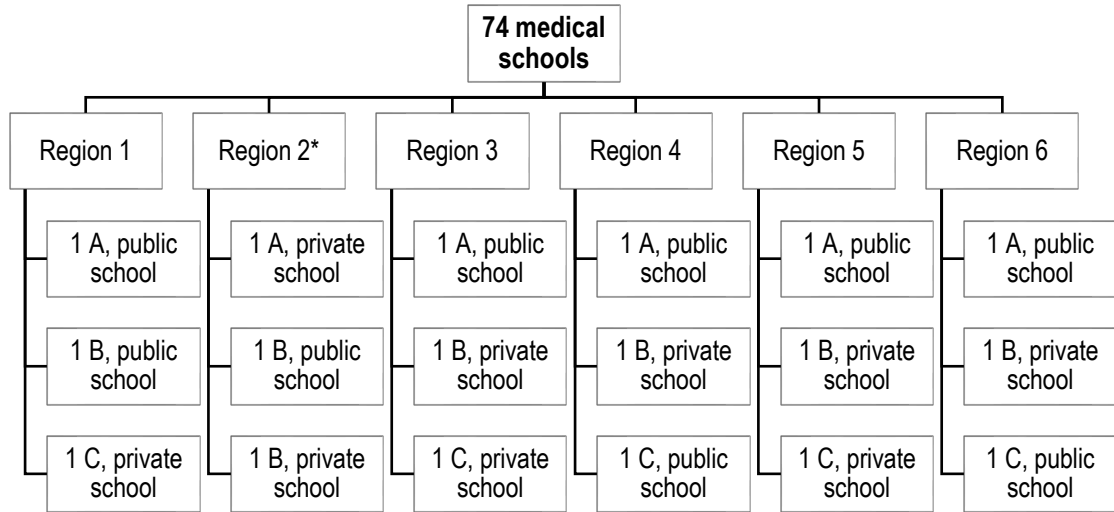 74 medical
schools
Region 1
Region 2*
Region 3
Region 4
Region 5
Region 6
1 A, public
school
1 A, private
school
1 A, public
school
1 A, public
school
1 A, public
school
1 A, public
school
1 B, public
school
1 B, public
school
1 B, private
school
1 B, private
school
1 B, private
school
1 B, private
school
1 C, private
school
1 B, private
school
1 C, private
school
1 C, public
school
1 C, private
school
1 C, public
school